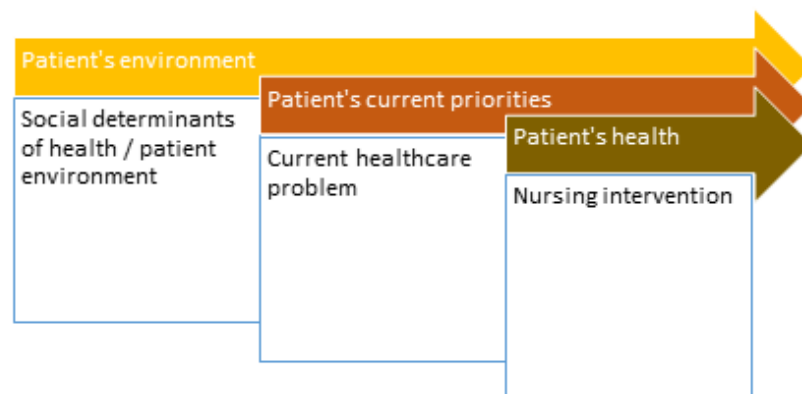 Patient's environment
Social determinants
of health / patient
environment
Patient's current priorities
Current healthcare
problem
Patient's health
Nursing intervention